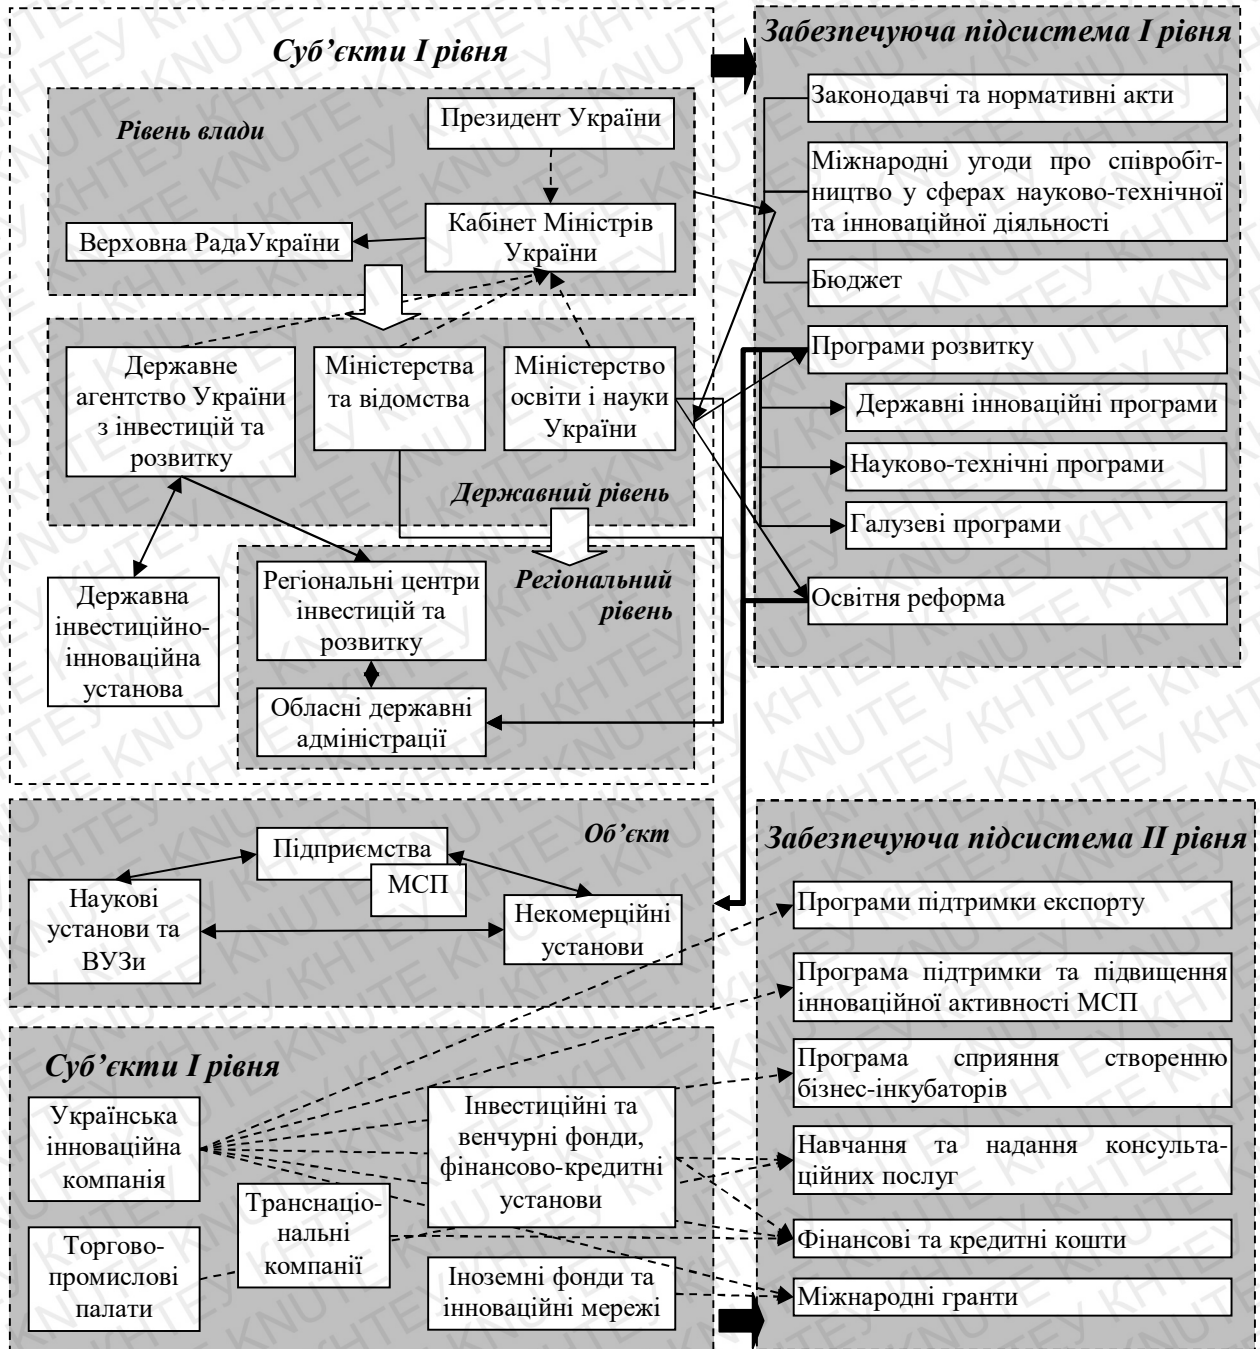 Суб’єкти І рівня
Рівень влади
Президент України
Кабінет Міністрів
України
Верховна РадаУкраїни
Державне
агентство України
з інвестицій та
розвитку
Міністерства
та відомства
Міністерство
освіти і науки
України
Державний рівень
Державна
інвестиційно-
інноваційна
установа
Регіональні центри
інвестицій та
розвитку
Регіональний
рівень
Обласні державні
адміністрації
Забезпечуюча підсистема І рівня
Законодавчі та нормативні акти
Міжнародні угоди про співробіт-
ництво у сферах науково-технічної
та інноваційної діяльності
Бюджет
Програми розвитку
Державні інноваційні програми
Науково-технічні програми
Галузеві програми
Освітня реформа
Об’єкт
Підприємства
МСП
Наукові
установи та
ВУЗи
Некомерційні
установи
Суб’єкти І рівня
Українська
інноваційна
компанія
Інвестиційні та
венчурні фонди,
фінансово-кредитні
установи
Транснаціо-
нальні
компанії
Торгово-
промислові
палати
Іноземні фонди та
інноваційні мережі
Забезпечуюча підсистема ІІ рівня
Програми підтримки експорту
Програма підтримки та підвищення
інноваційної активності МСП
Програма сприяння створенню
бізнес-інкубаторів
Навчання та надання консульта-
ційних послуг
Фінансові та кредитні кошти
Міжнародні гранти